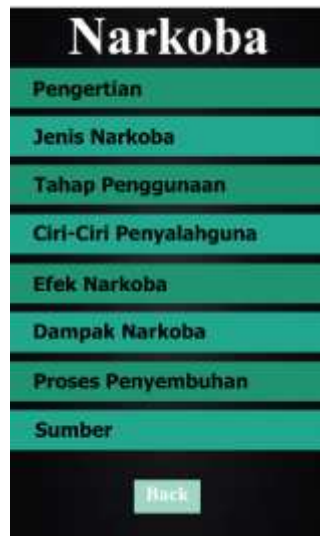 Narkoba
Pengertian
Jenis Narkoba
Tahap Penggunaan
Ciri-Ciri Penyalahguna
Efek Narkoba
Dampak Narkoba
Proses Penyembuhan
Sumber
Back